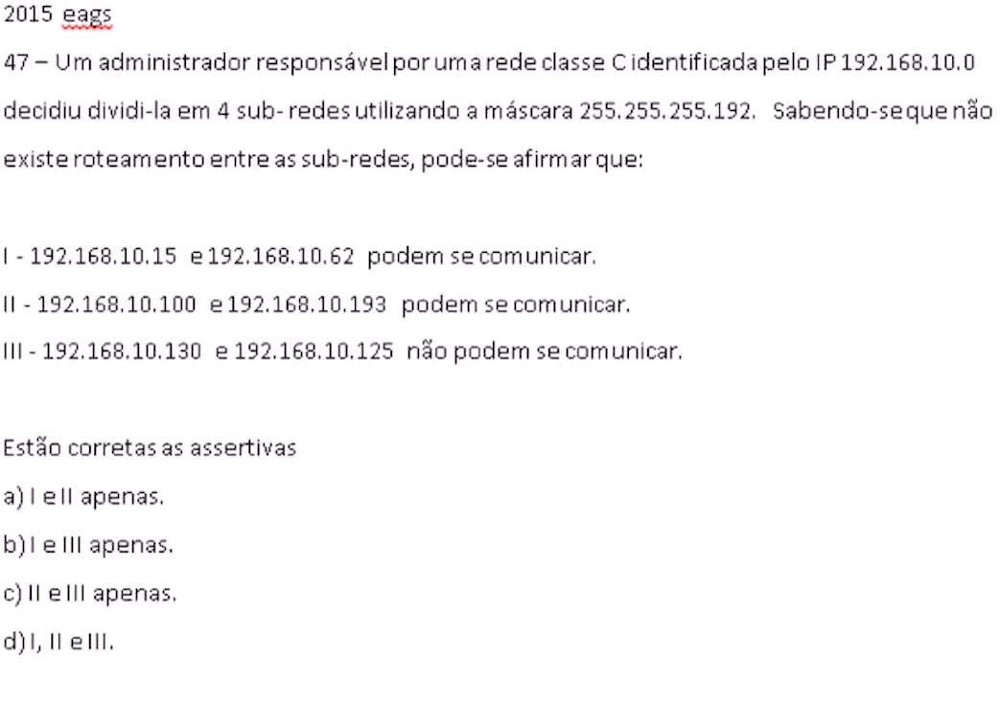 2015 eags
47 – Um administrador responsável por uma rede classe C identificada pelo IP 192.168.10.0
decidiu dividi-la em 4 sub- redes utilizando a máscara 255.255.255.192. Sabendo-se que não
existe roteamento entre as sub-redes, pode-se afirmar que:
I - 192.168.10.15 e 192.168.10.62 podem se comunicar.
II - 192.168.10.100 e 192.168.10.193 podem se comunicar.
III - 192.168.10.130 e 192.168.10.125 não podem se comunicar.
Estão corretas as assertivas
a) I e II apenas.
b) I e III apenas.
c) II e III apenas.
d) I, II e III.